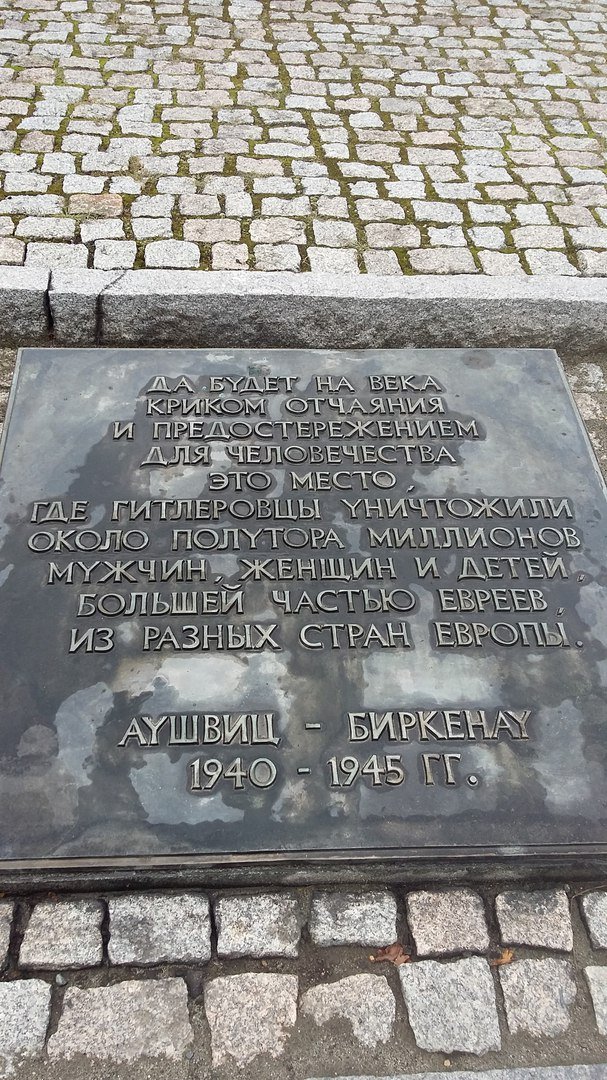 ДА БУДЕТ НА ВЕКА
КРИКОМ ОТЧАЯНИЯ
И ПРЕДОСТЕРЕЖЕНИЕМ
ДЛЯ ЧЕЛОВЕЧЕСТВА
ЭТО МЕСТО,
ГДЕ ГИТЛЕРОВЦЫ УНИЧТОЖИЛИ
ОКОЛО ПОЛУТОРА МИЛЛИОНОВ
МУЖЧИН, ЖЕНЩИН И ДЕТЕЙ,
БОЛЬШЕЙ ЧАСТЬЮ ЕВРЕЕВ,
ИЗ РАЗНЫХ СТРАН ЕВРОПЫ.
АУШВИЦ - БИРКЕНАУ
1940 - 1945 ГГ.